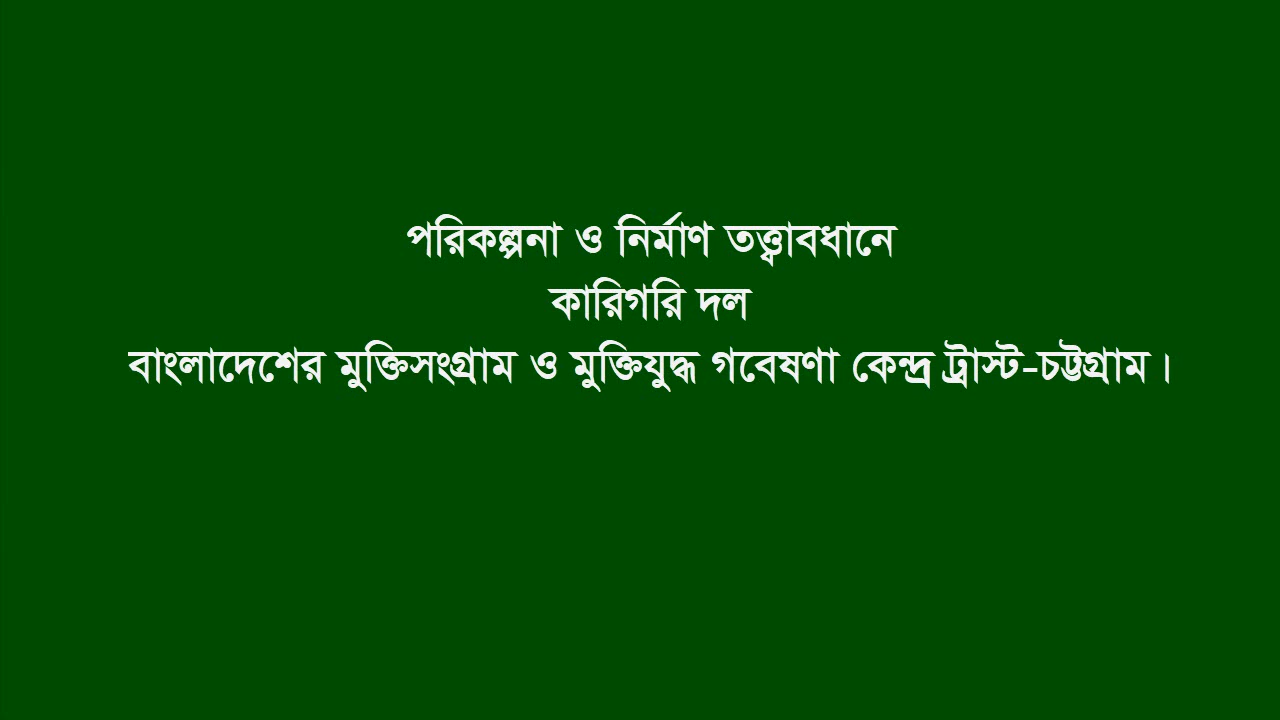 পরিকল্পনা ও নির্মাণ তত্ত্বাবধানে
কারিগরি দল
বাংলাদেশের মুক্তিসংগ্রাম ও মুক্তিযুদ্ধ গবেষণা কেন্দ্র ট্রাস্ট-চট্টগ্রাম।